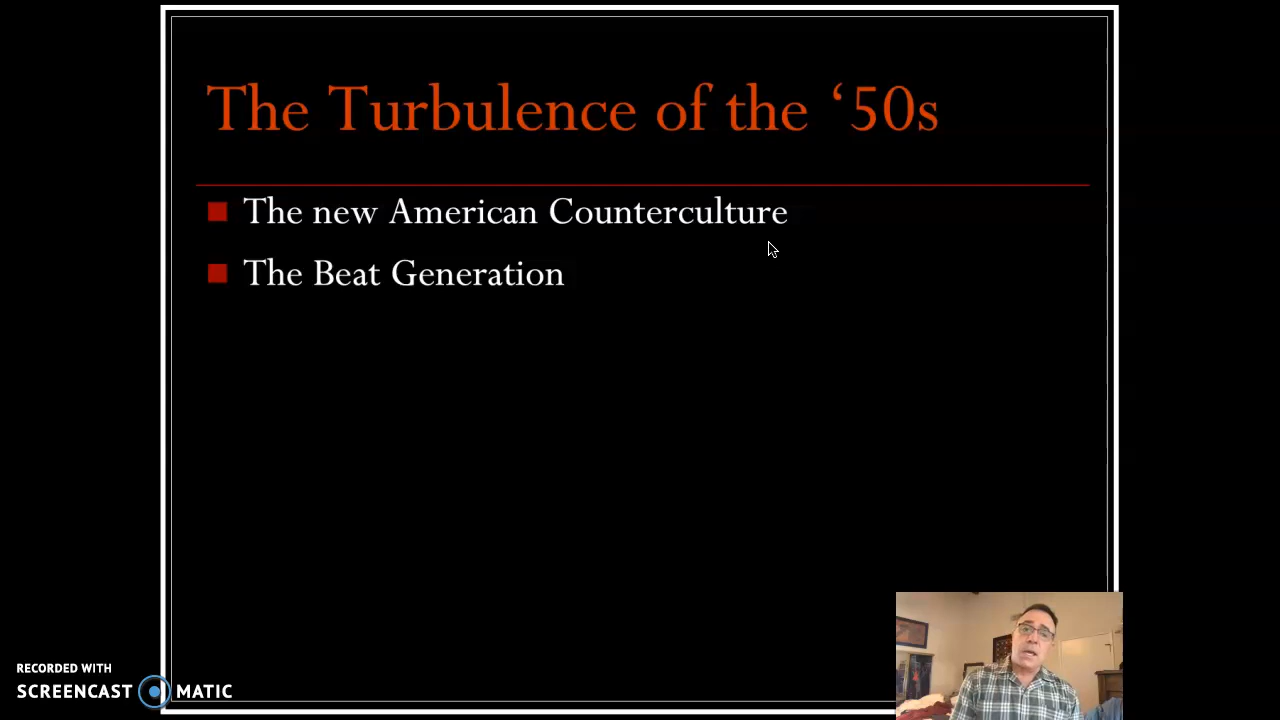 The Turbulence of the ‘50s
The new American Counterculture
The Beat Generation
RECORDED WITH
SCREENCAST MATIC